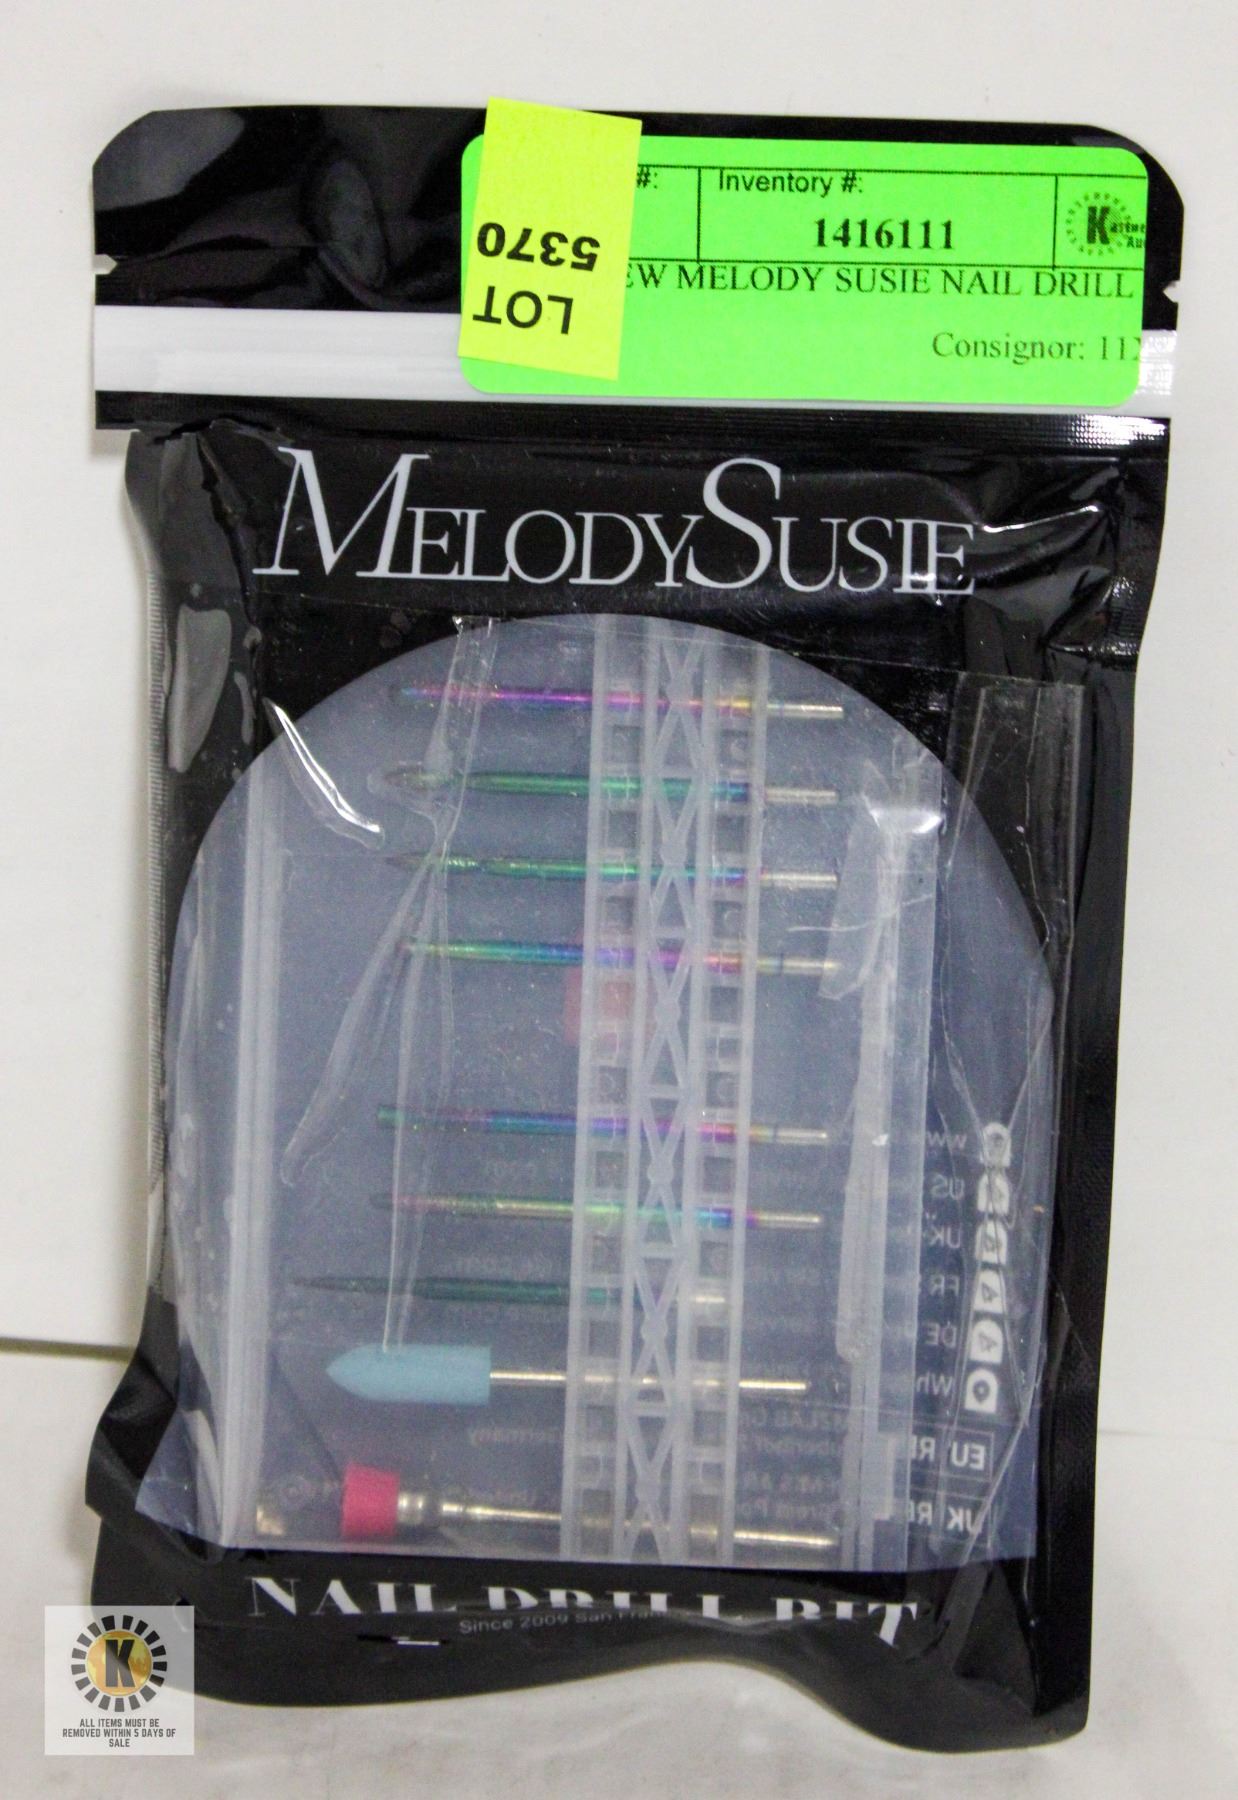 #:
Inventory #:
1416111
EW MELODY SUSIE NAIL DRILL
Consignor: 11
LOT
5370
MELODYSUSIE
US
UK
FR
DE
EU
UK
NAIL DRILL BIT
Since 2009 San
K
ALL ITEMS MUST BE
REMOVED WITHIN 5 DAYS OF
SALE